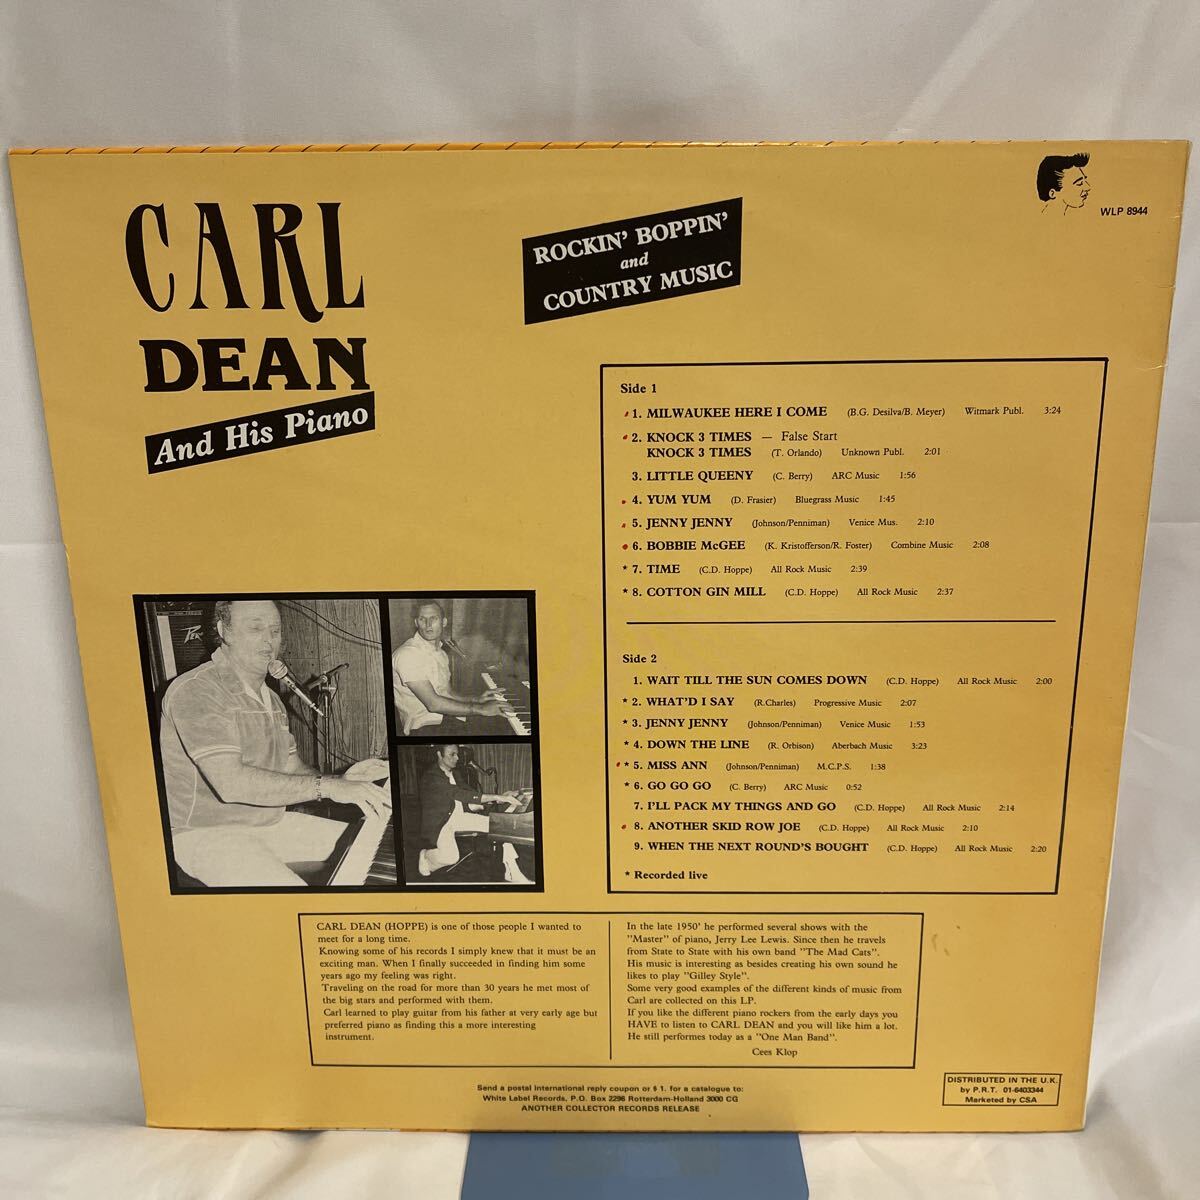 CARL
DEAN
And His Piano
ROCKIN' BOPPIN'
and
COUNTRY MUSIC
WLP 8944
Side 1
1. MILWAUKEE HERE I COME (B.G. Desilva/B. Meyer) Witmark Publ. 3:24
2. KNOCK 3 TIMES — False Start
KNOCK 3 TIMES (T. Orlando) Unknown Publ. 2:01
3. LITTLE QUEENY (C. Berry) ARC Music 1:56
4. YUM YUM (D. Frasier) Bluegrass Music 1:45
5. JENNY JENNY (Johnson/Penniman) Venice Mus. 2:10
6. BOBBIE McGEE (K. Kristofferson/R. Foster) Combine Music 2:08
* 7. TIME (C.D. Hoppe) All Rock Music 2:39
* 8. COTTON GIN MILL (C.D. Hoppe) All Rock Music 2:37
Side 2
1. WAIT TILL THE SUN COMES DOWN (C.D. Hoppe) All Rock Music 2:00
* 2. WHAT'D I SAY (R.Charles) Progressive Music 2:07
* 3. JENNY JENNY (Johnson/Penniman) Venice Music 1:53
* 4. DOWN THE LINE (R. Orbison) Aberbach Music 3:23
* 5. MISS ANN (Johnson/Penniman) M.C.P.S. 1:38
* 6. GO GO GO (C. Berry) ARC Music 0:52
7. I'LL PACK MY THINGS AND GO (C.D. Hoppe) All Rock Music 2:14
8. ANOTHER SKID ROW JOE (C.D. Hoppe) All Rock Music 2:10
9. WHEN THE NEXT ROUND'S BOUGHT (C.D. Hoppe) All Rock Music 2:20
* Recorded live
CARL DEAN (HOPPE) is one of those people I wanted to
meet for a long time.
Knowing some of his records I simply knew that it must be an
exciting man. When I finally succeeded in finding him some
years ago my feeling was right.
Traveling on the road for more than 30 years he met most of
the big stars and performed with them.
Carl learned to play guitar from his father at very early age but
preferred piano as finding this a more interesting
instrument.
In the late 1950' he performed several shows with the
"Master" of piano, Jerry Lee Lewis. Since then he travels
from State to State with his own band "The Mad Cats".
His music is interesting as besides creating his own sound he
likes to play "Gilley Style".
Some very good examples of the different kinds of music from
Carl are collected on this LP.
If you like the different piano rockers from the early days you
HAVE to listen to CARL DEAN and you will like him a lot.
He still performes today as a "One Man Band".
Cees Klop
Send a postal international reply coupon or $ 1. for a catalogue to:
White Label Records, P.O. Box 2296 Rotterdam-Holland 3000 CG
ANOTHER COLLECTOR RECORDS RELEASE
DISTRIBUTED IN THE U.K.
by P.R.T. 01-6403344
Marketed by CSA